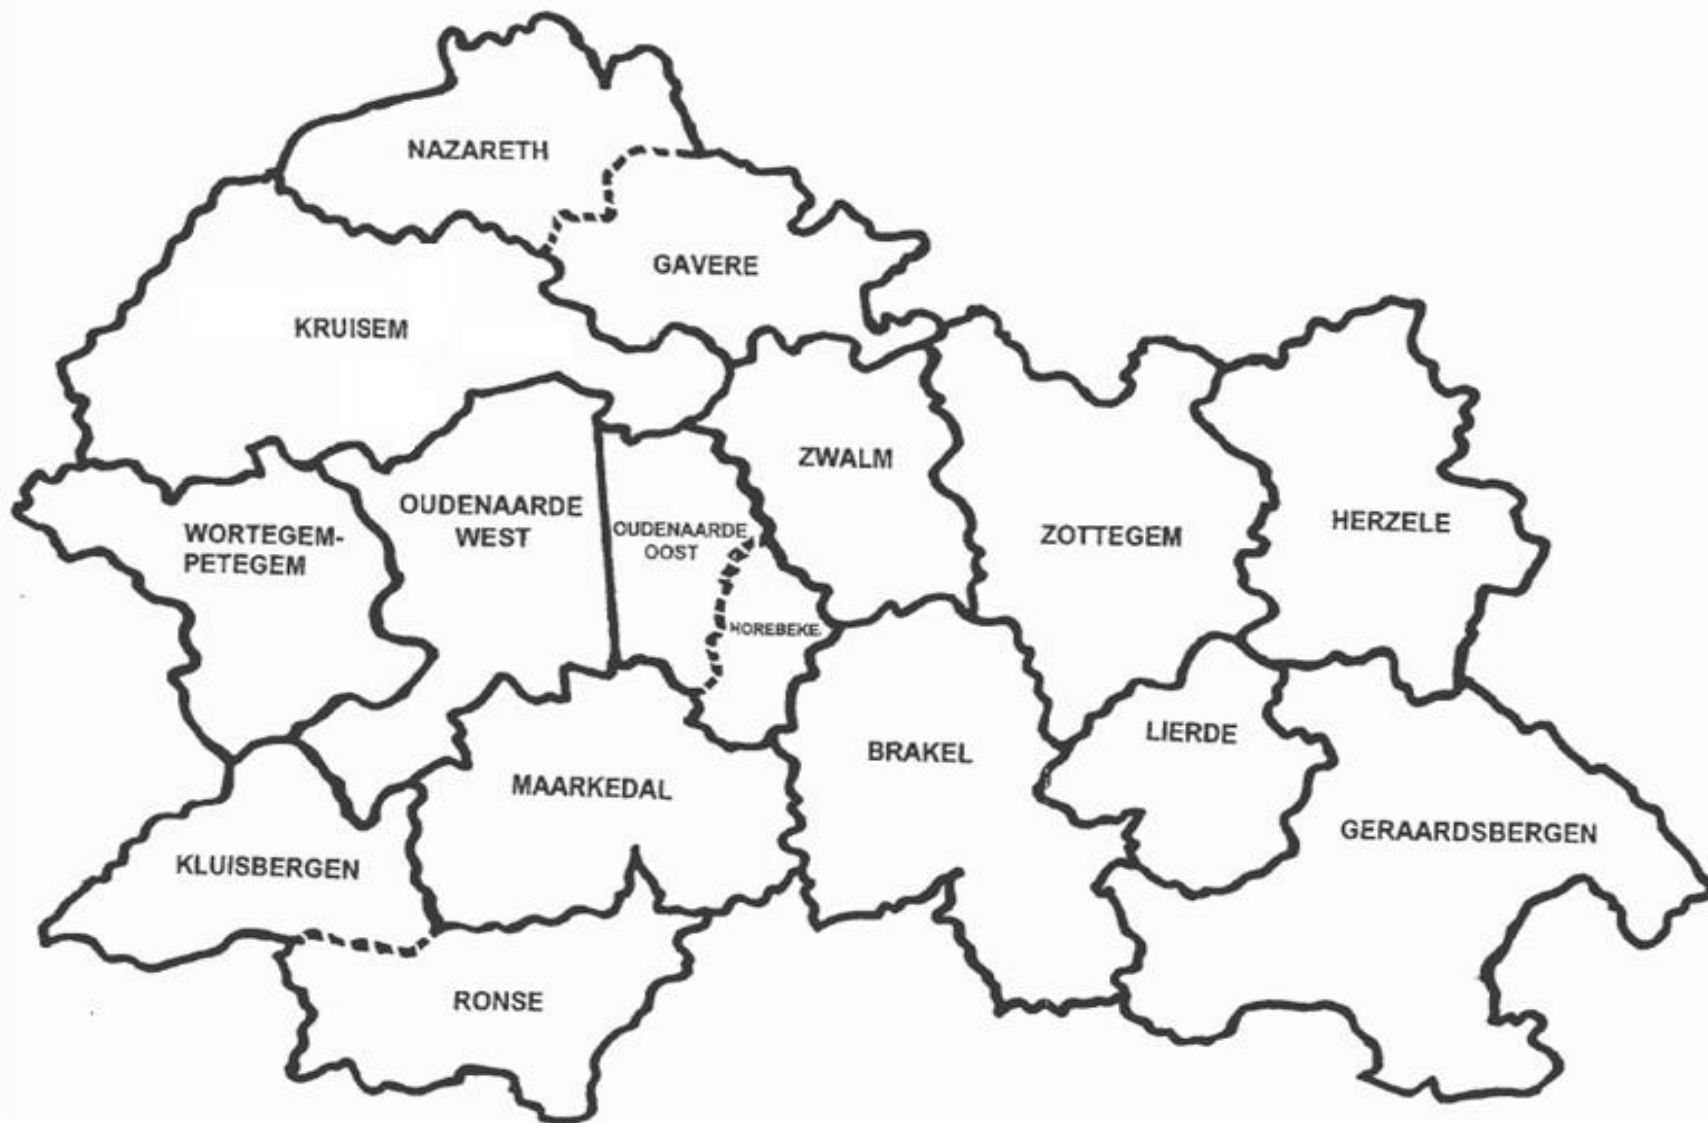 NAZARETH
GAVERE
KRUISEM
ZWALM
OUDENAARDE
WEST
OUDENAARDE
OOST
WORTEGEM-
PETEGEM
ZOTTEGEM
HERZELE
HOREBEKE.
LIERDE
BRAKEL
MAARKEDAL
GERAARDSBERGEN
KLUISBERGEN
RONSE